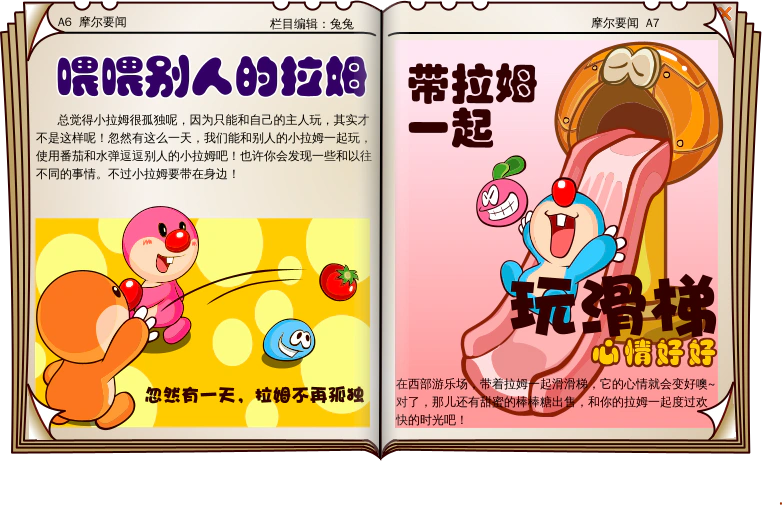 A6 摩尔要闻
栏目编辑：兔兔
喂喂别人的拉姆
总觉得小拉姆很孤独呢，因为只能和自己的主人玩，其实才
不是这样呢！忽然有这么一天，我们能和别人的小拉姆一起玩，
使用番茄和水弹逗逗别人的小拉姆吧！也许你会发现一些和以往
不同的事情。不过小拉姆要带在身边！
忽然有一天，拉姆不再孤独
摩尔要闻 A7
带拉姆
一起
玩滑梯
心情好好
在西部游乐场，带着拉姆一起滑滑梯，它的心情就会变好噢~
对了，那儿还有甜蜜的棒棒糖出售，和你的拉姆一起度过欢
快的时光吧！